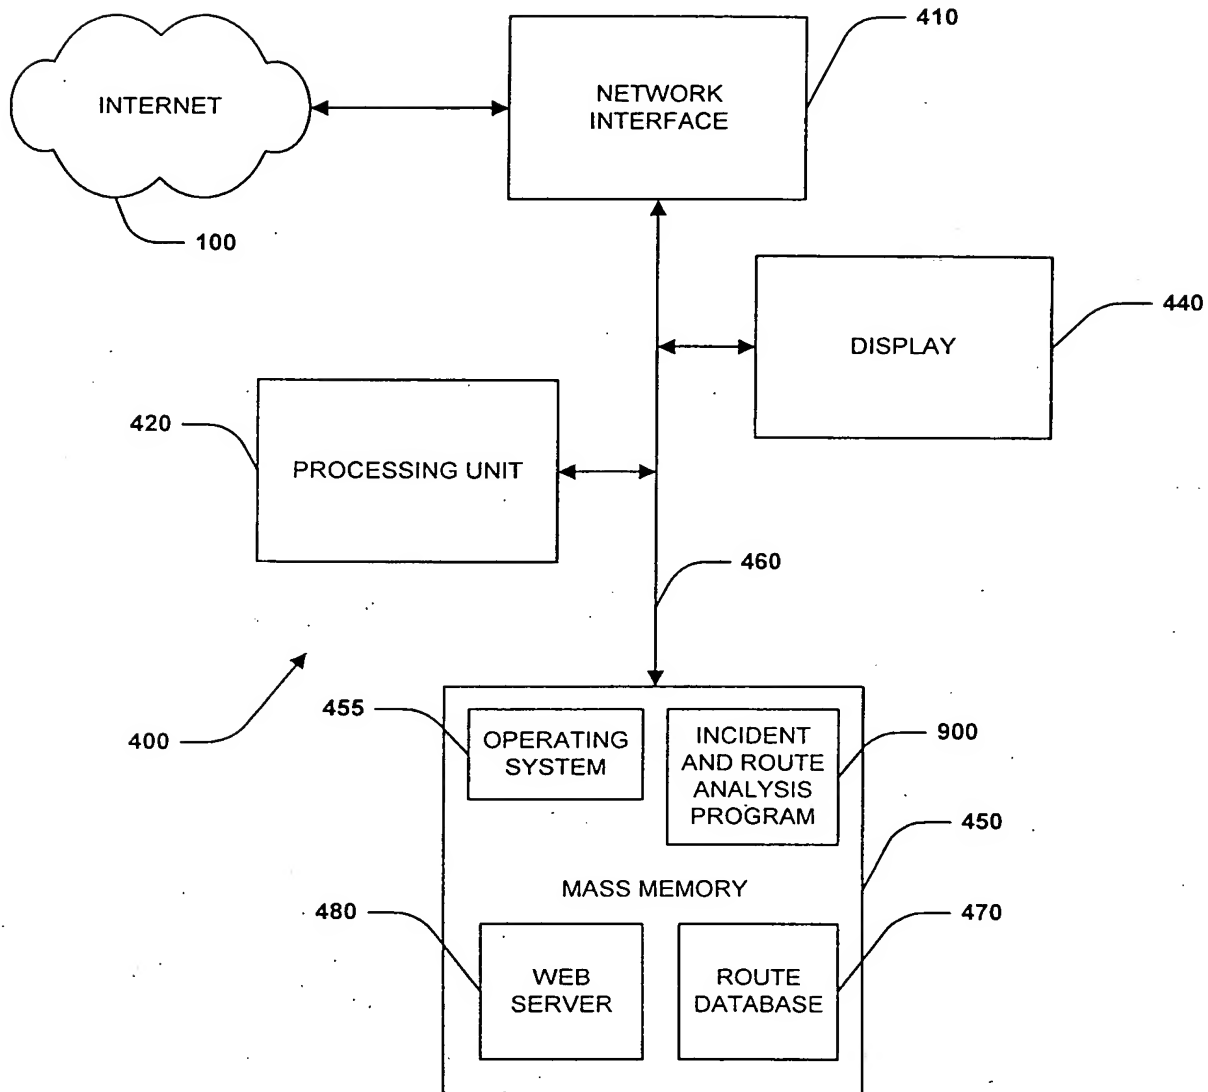 410
INTERNET
NETWORK
INTERFACE
100
440
DISPLAY
420
PROCESSING UNIT
460
400
455
OPERATING
SYSTEM
INCIDENT
AND ROUTE
ANALYSIS
PROGRAM
900
450
MASS MEMORY
480
470
WEB
SERVER
ROUTE
DATABASE